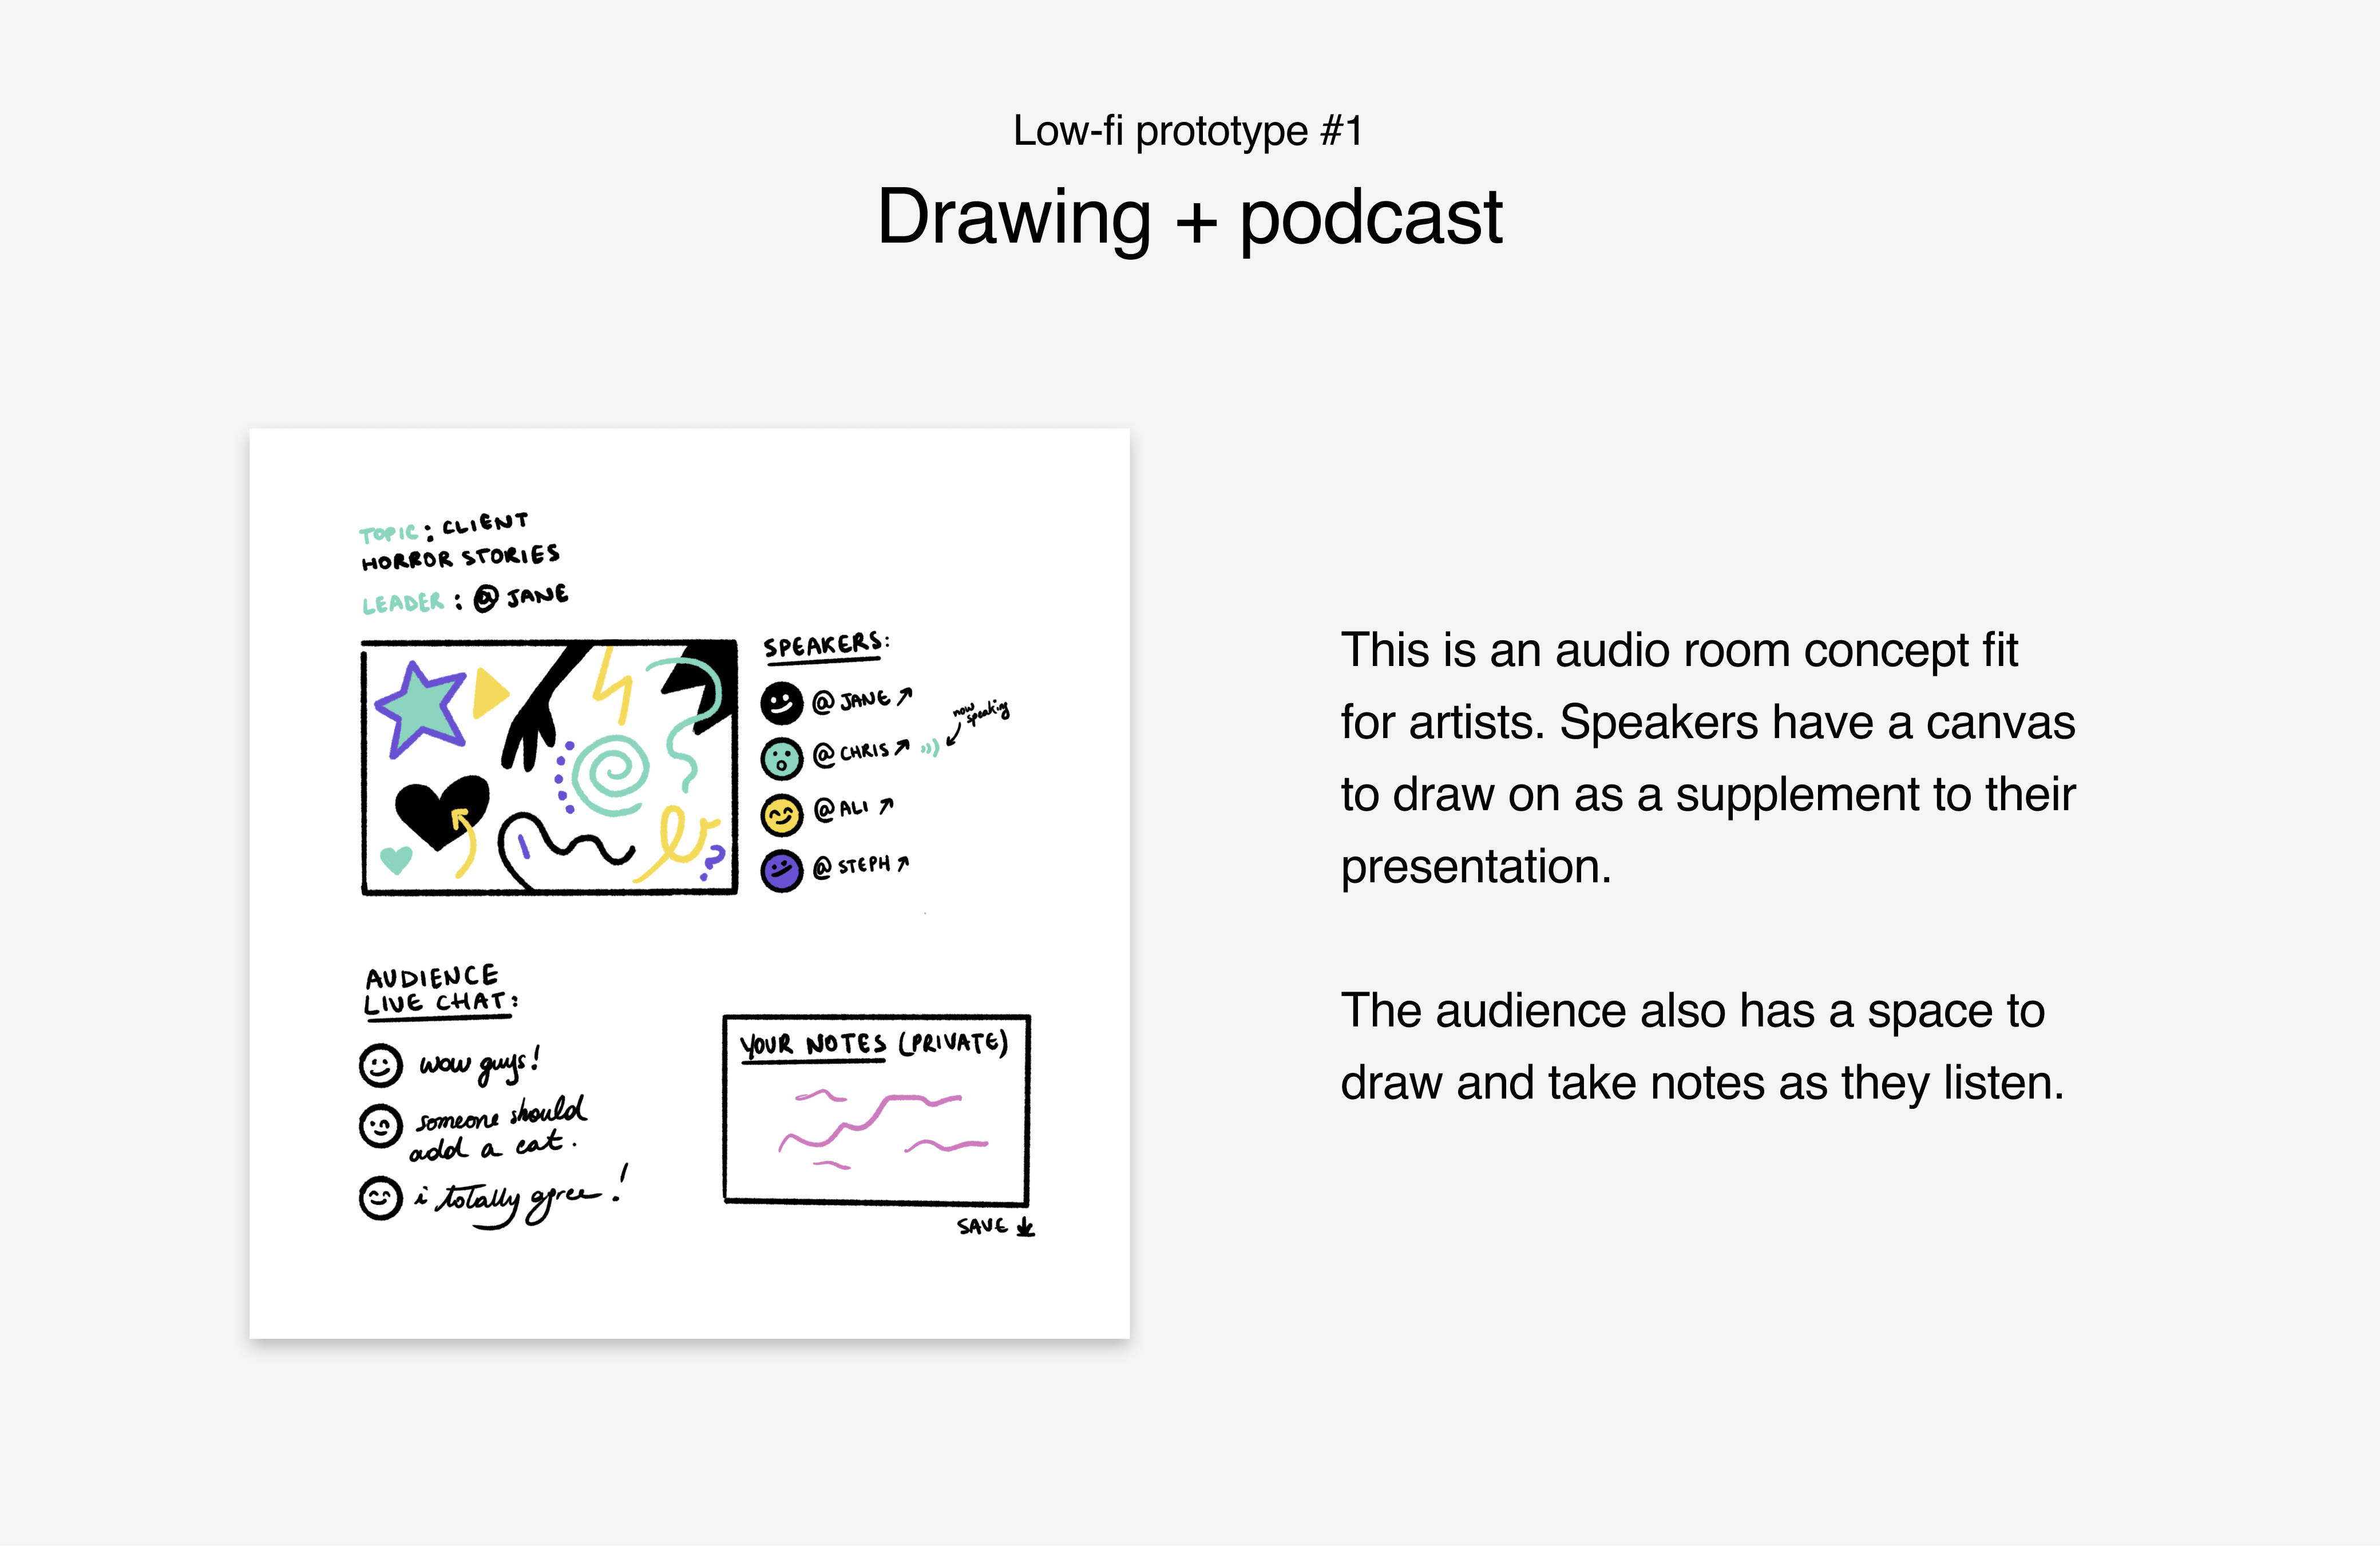 Low-fi prototype #1
Drawing + podcast
TOPIC: CLIENT
HORROR STORIES
LEADER: @ JANE
SPEAKERS:
@ JANE ↗
@ CHRIS ↗
now
speaking
@ ALI ↗
@ STEPH ↗
AUDIENCE
LIVE CHAT:
wow guys!
someone should
add a cat.
i totally agree!
YOUR NOTES (PRIVATE)
SAVE ↓
This is an audio room concept fit
for artists. Speakers have a canvas
to draw on as a supplement to their
presentation.
The audience also has a space to
draw and take notes as they listen.